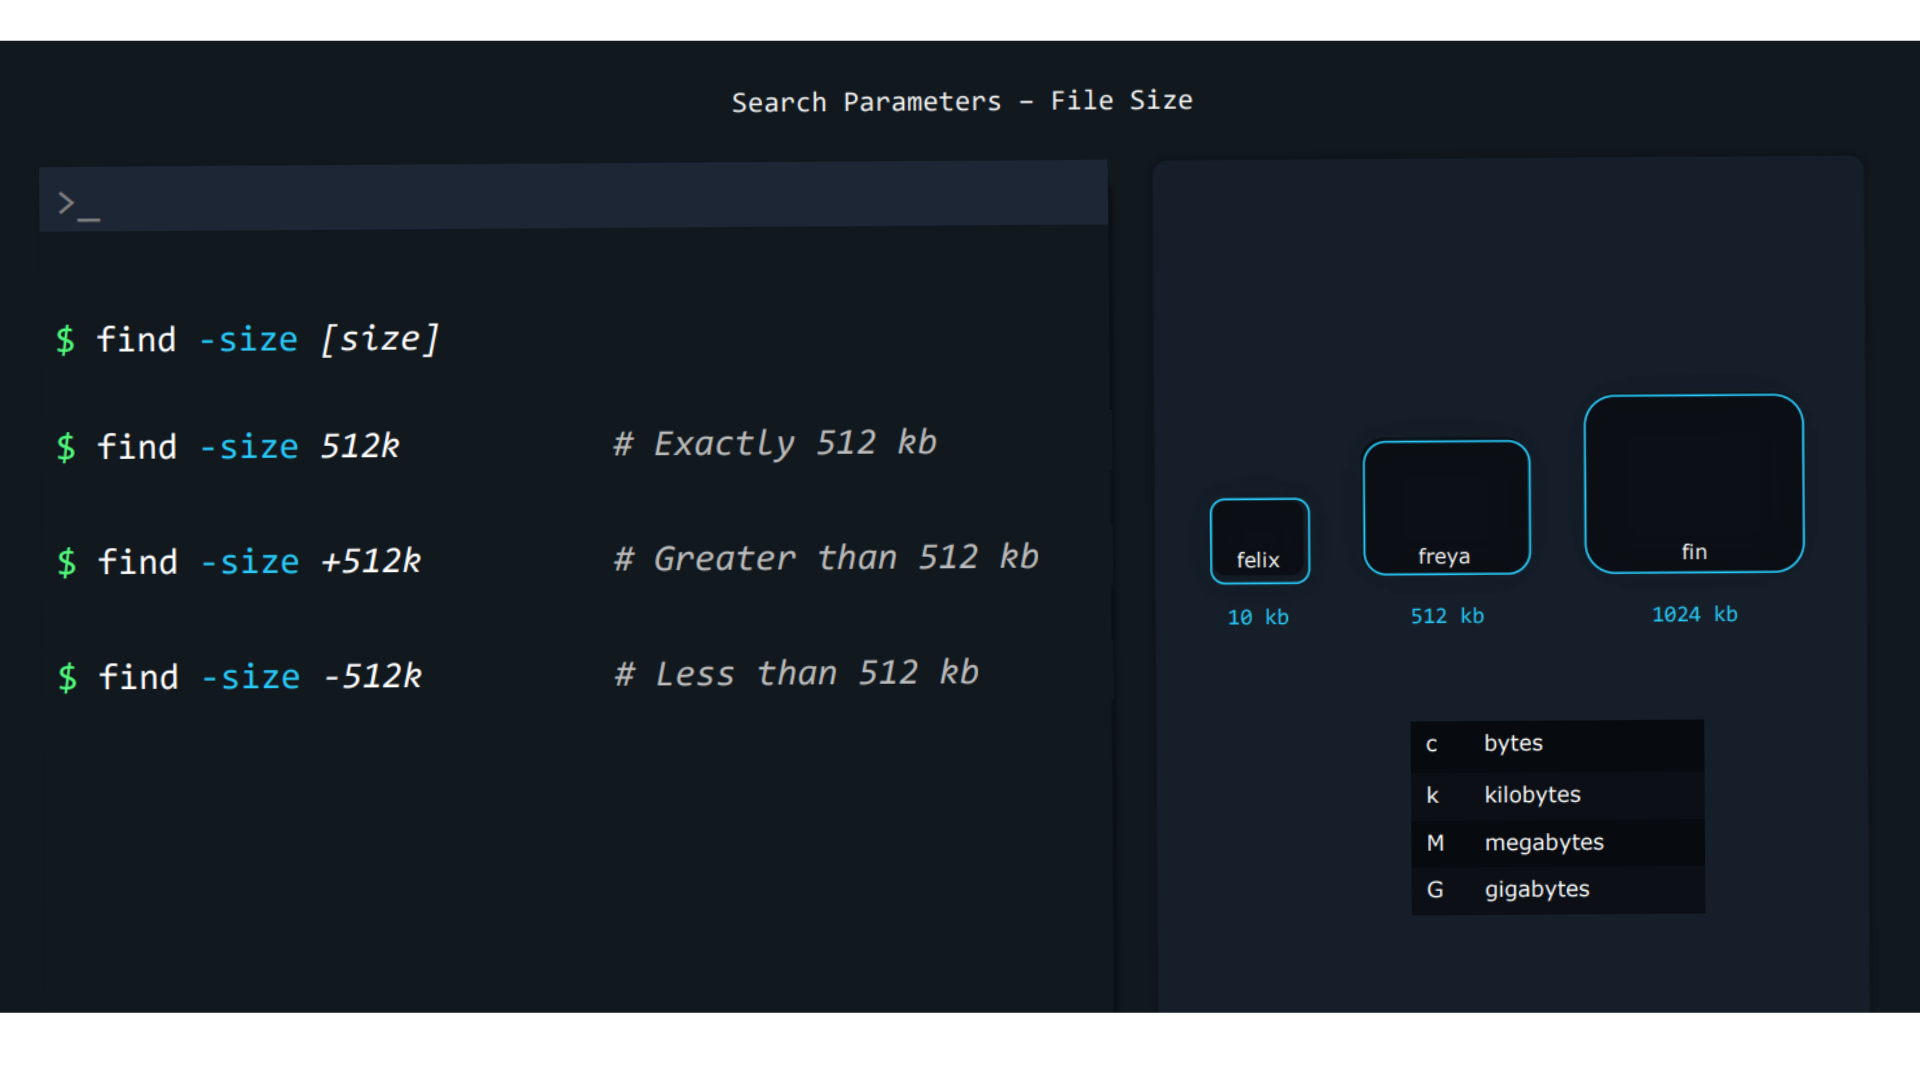 Search Parameters – File Size
>_
$ find -size [size]
$ find -size 512k # Exactly 512 kb
$ find -size +512k # Greater than 512 kb
$ find -size -512k # Less than 512 kb
felix freya fin
10 kb 512 kb 1024 kb
c bytes
k kilobytes
M megabytes
G gigabytes